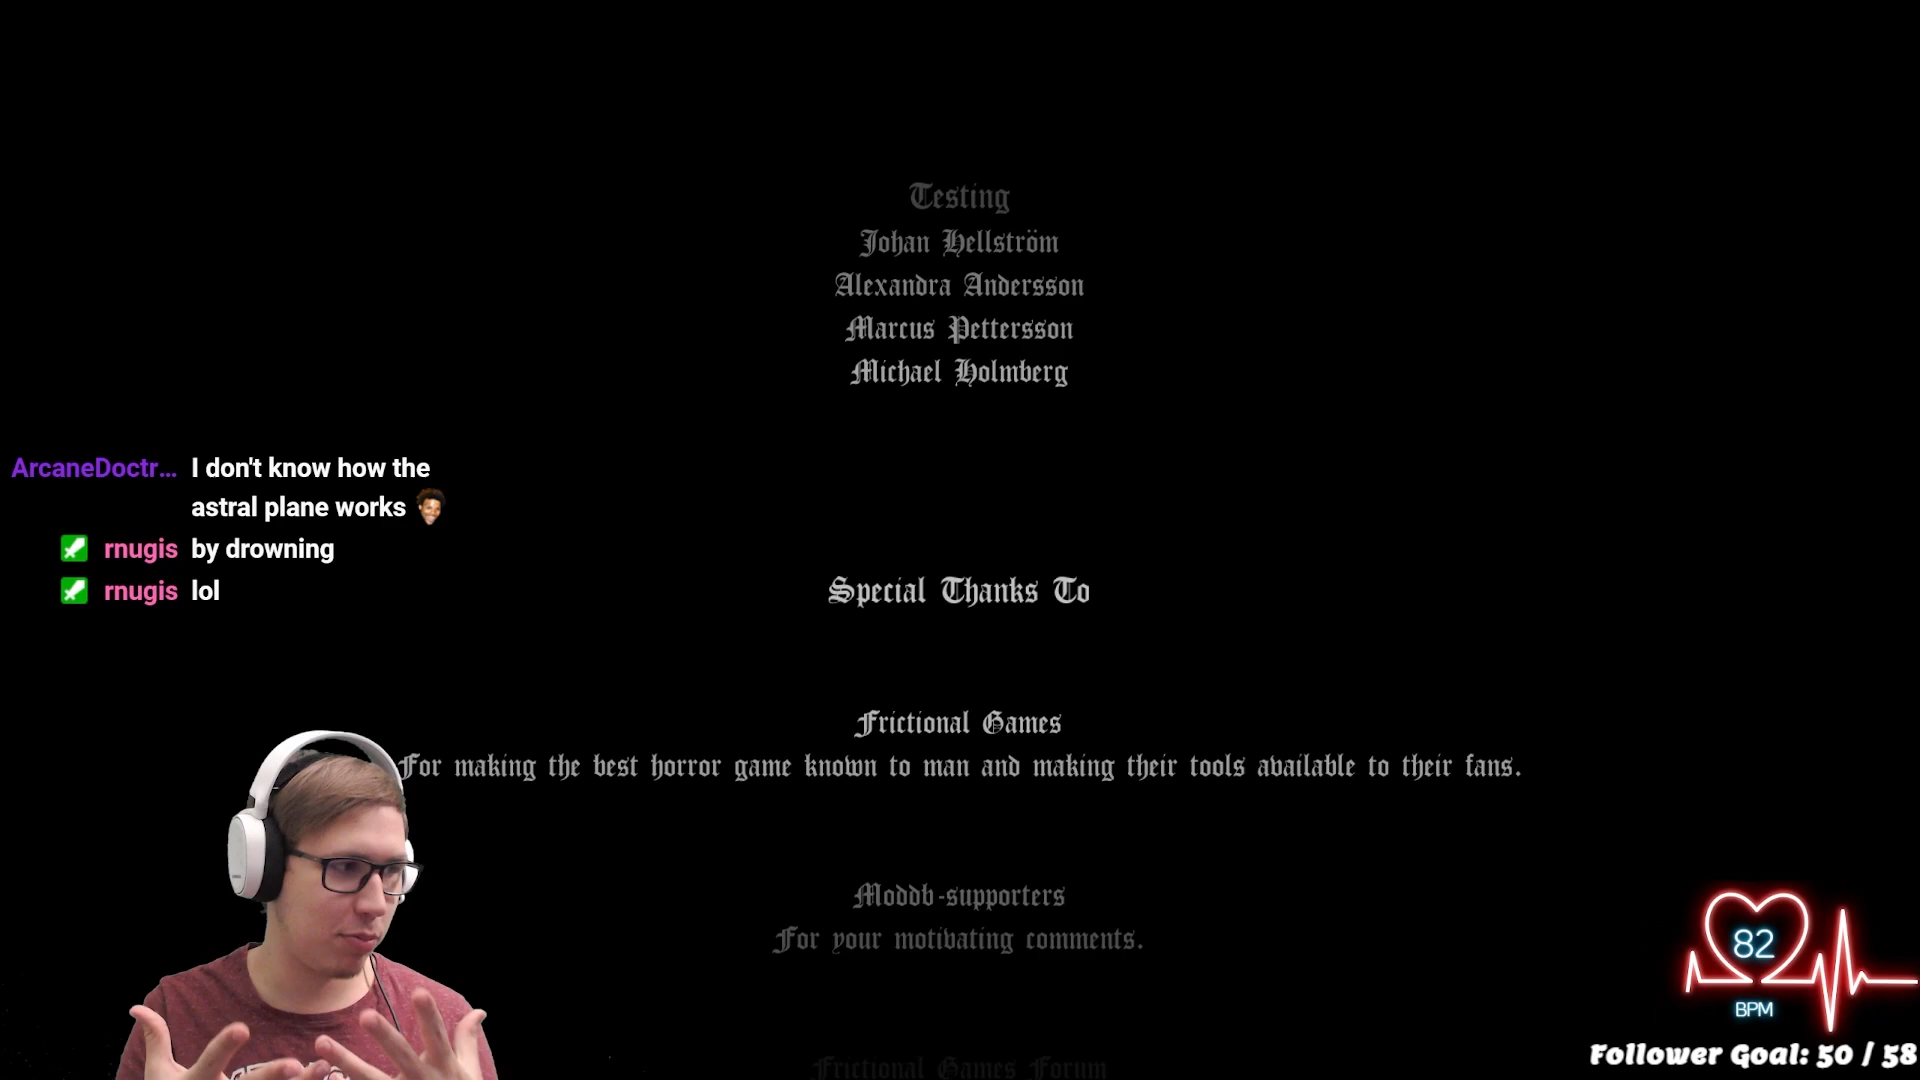 Testing
Johan Hellström
Alexandra Andersson
Marcus Pettersson
Michael Holmberg
ArcaneDoctr... I don't know how the
astral plane works
rnugis by drowning
rnugis lol
Special Thanks To
Frictional Games
For making the best horror game known to man and making their tools available to their fans.
Moddb-supporters
For your motivating comments.
82
BPM
Follower Goal: 50 / 58
Frictional Games Forum